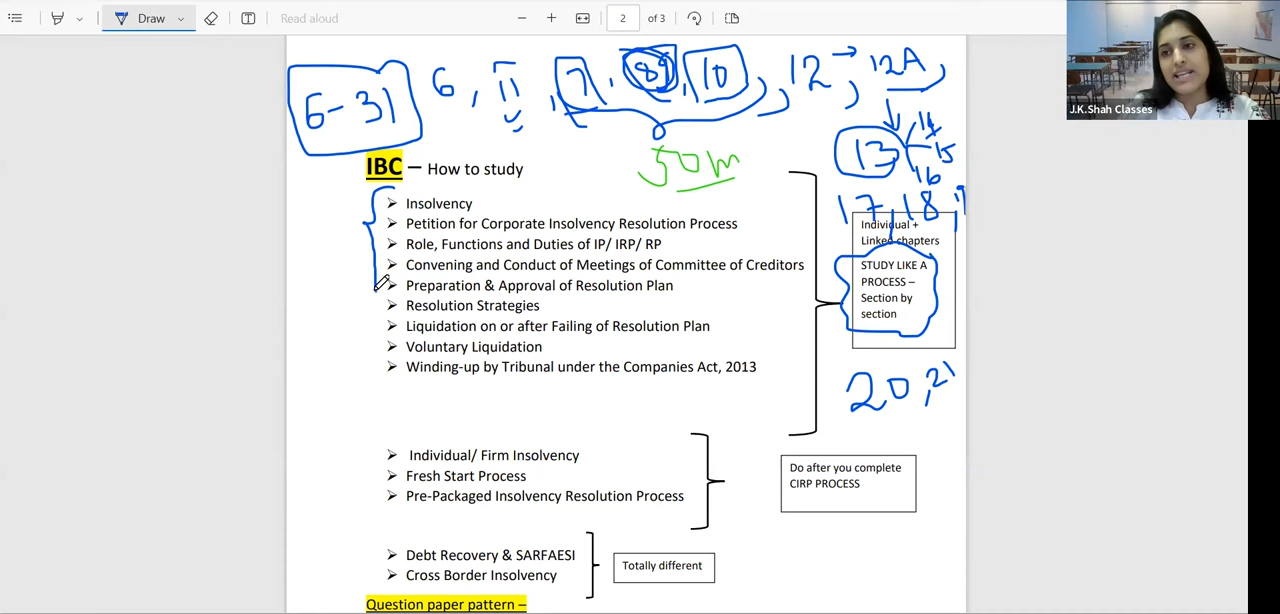 Draw
Read aloud
2 of 3
J.K.Shah Classes
6-31 6, 11, 7, 89, 10, 12 → 12A,
14
13 15
16
50m
17, 18, 19
IBC – How to study
Insolvency
Petition for Corporate Insolvency Resolution Process
Role, Functions and Duties of IP/ IRP/ RP
Convening and Conduct of Meetings of Committee of Creditors
Preparation & Approval of Resolution Plan
Resolution Strategies
Liquidation on or after Failing of Resolution Plan
Voluntary Liquidation
Winding-up by Tribunal under the Companies Act, 2013
Individual +
Linked chapters
STUDY LIKE A
PROCESS –
Section by
section
20, 21
Individual/ Firm Insolvency
Fresh Start Process
Pre-Packaged Insolvency Resolution Process
Do after you complete
CIRP PROCESS
Debt Recovery & SARFAESI
Cross Border Insolvency
Totally different
Question paper pattern –